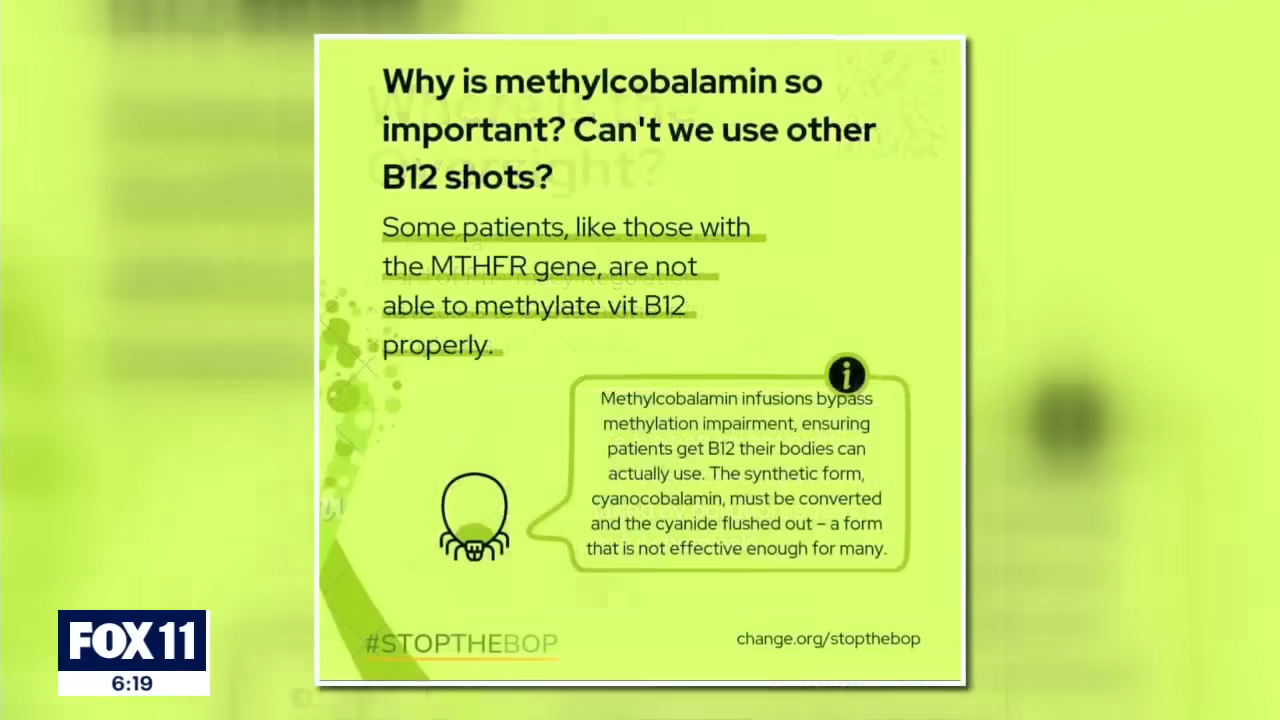 Why is methylcobalamin so
important? Can't we use other
B12 shots?
Some patients, like those with
the MTHFR gene, are not
able to methylate vit B12
properly.
i
Methylcobalamin infusions bypass
methylation impairment, ensuring
patients get B12 their bodies can
actually use. The synthetic form,
cyanocobalamin, must be converted
and the cyanide flushed out – a form
that is not effective enough for many.
#STOPTHEBOP
change.org/stopthebop
FOX 11
6:19